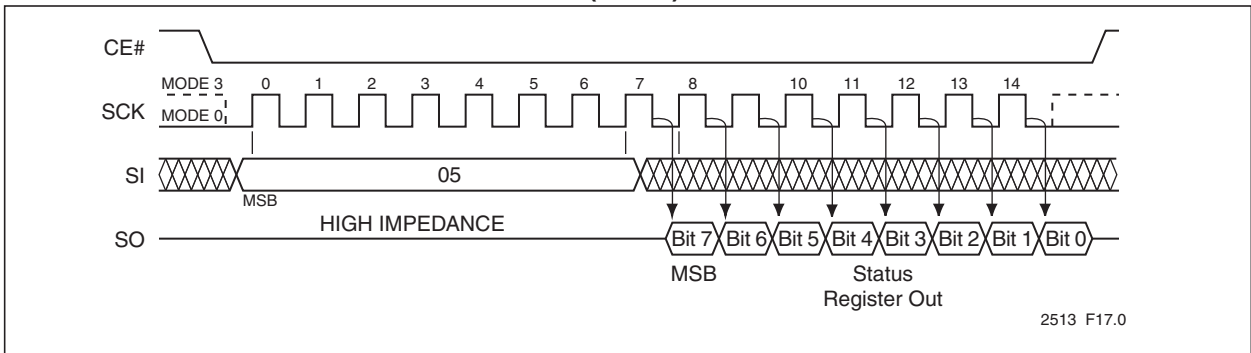 CE#
MODE 3 0 1 2 3 4 5 6 7 8 10 11 12 13 14
SCK MODE 0
SI 05
MSB
HIGH IMPEDANCE
SO Bit 7 Bit 6 Bit 5 Bit 4 Bit 3 Bit 2 Bit 1 Bit 0
MSB Status
Register Out
2513 F17.0